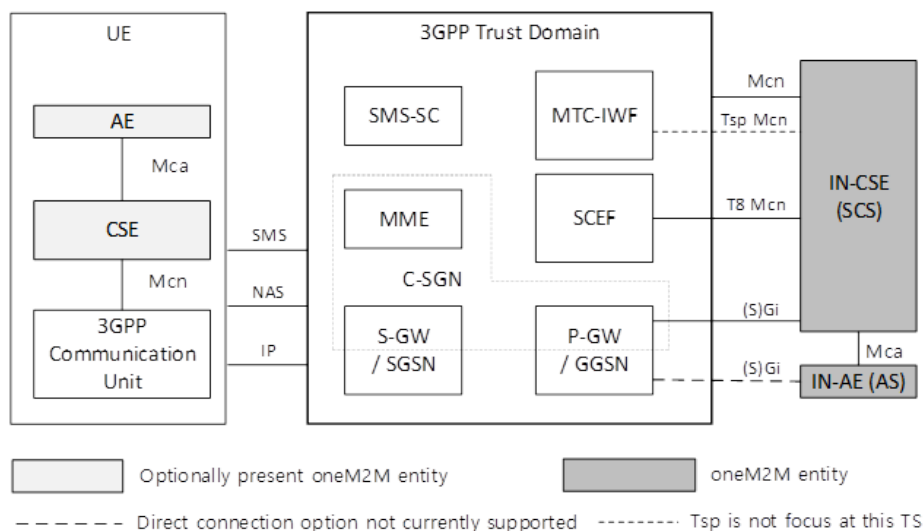 UE
AE
Mca
CSE
Mcn
3GPP
Communication
Unit
SMS
NAS
IP
3GPP Trust Domain
SMS-SC
MTC-IWF
MME
SCEF
C-SGN
S-GW
/ SGSN
P-GW
/ GGSN
Mcn
Tsp Mcn
T8 Mcn
(S)Gi
(S)Gi
IN-CSE
(SCS)
Mca
IN-AE (AS)
Optionally present oneM2M entity
oneM2M entity
Direct connection option not currently supported
Tsp is not focus at this TS